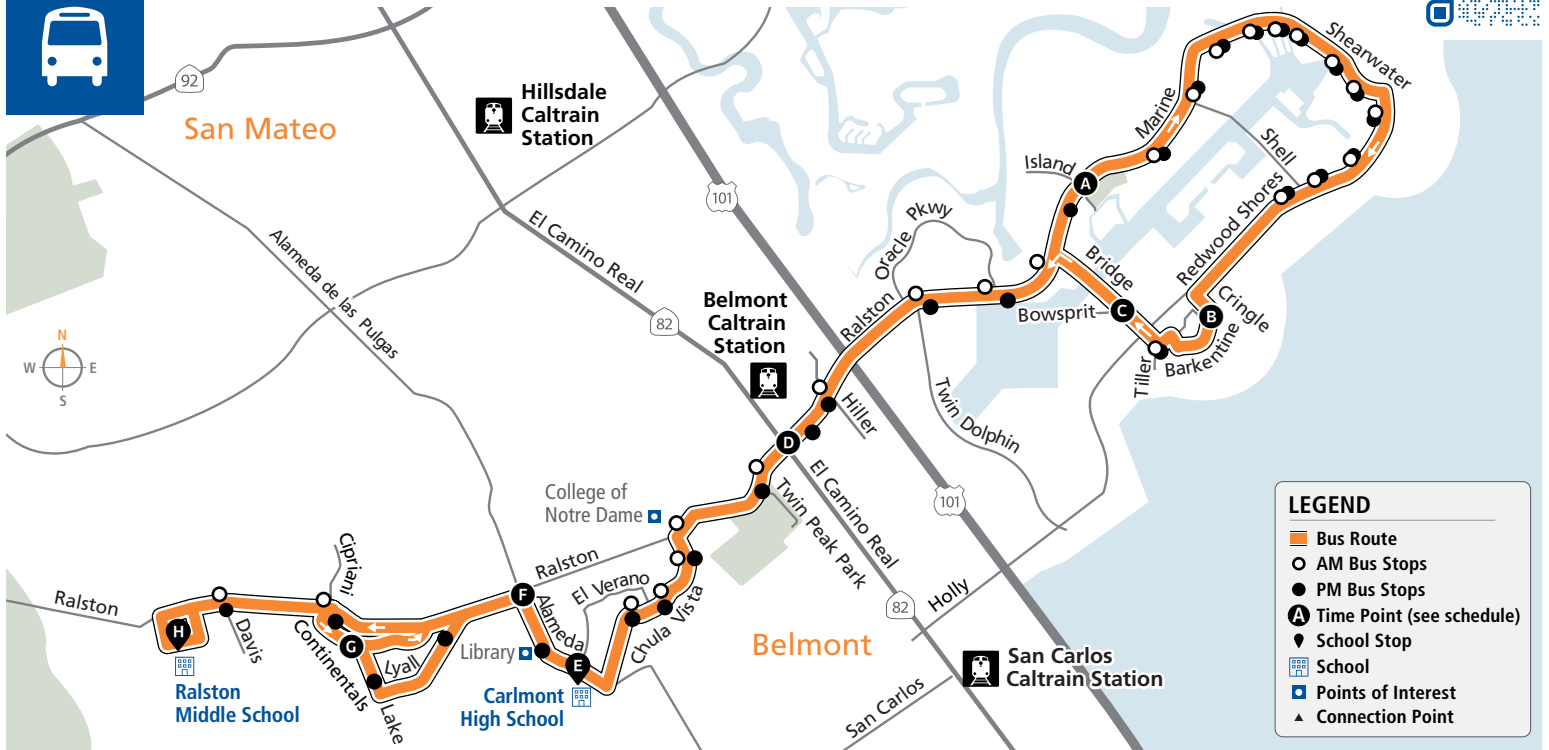 Shearwater
92
Hillsdale
Caltrain
Station
San Mateo
Marine
Shell
Island
A
101
Redwood Shores
El Camino Real
Oracle Pkwy
Alameda de las Pulgas
Bridge
Belmont
Caltrain
Station
Ralston
Bowsprit
C
Cringle
B
Barkentine
Tiller
82
N
W
E
S
Hiller
Twin Dolphin
D
El Camino Real
Twin Peak Park
101
College of
Notre Dame
Ralston
El Verano
Cipriani
F
Alameda
Chula Vista
Ralston
H
Davis
Continentals
G
Lyall
Lake
Library
E
Holly
82
Belmont
Ralston
Middle School
Carlmont
High School
San Carlos
San Carlos
Caltrain Station
LEGEND
Bus Route
AM Bus Stops
PM Bus Stops
A Time Point (see schedule)
School Stop
School
Points of Interest
Connection Point